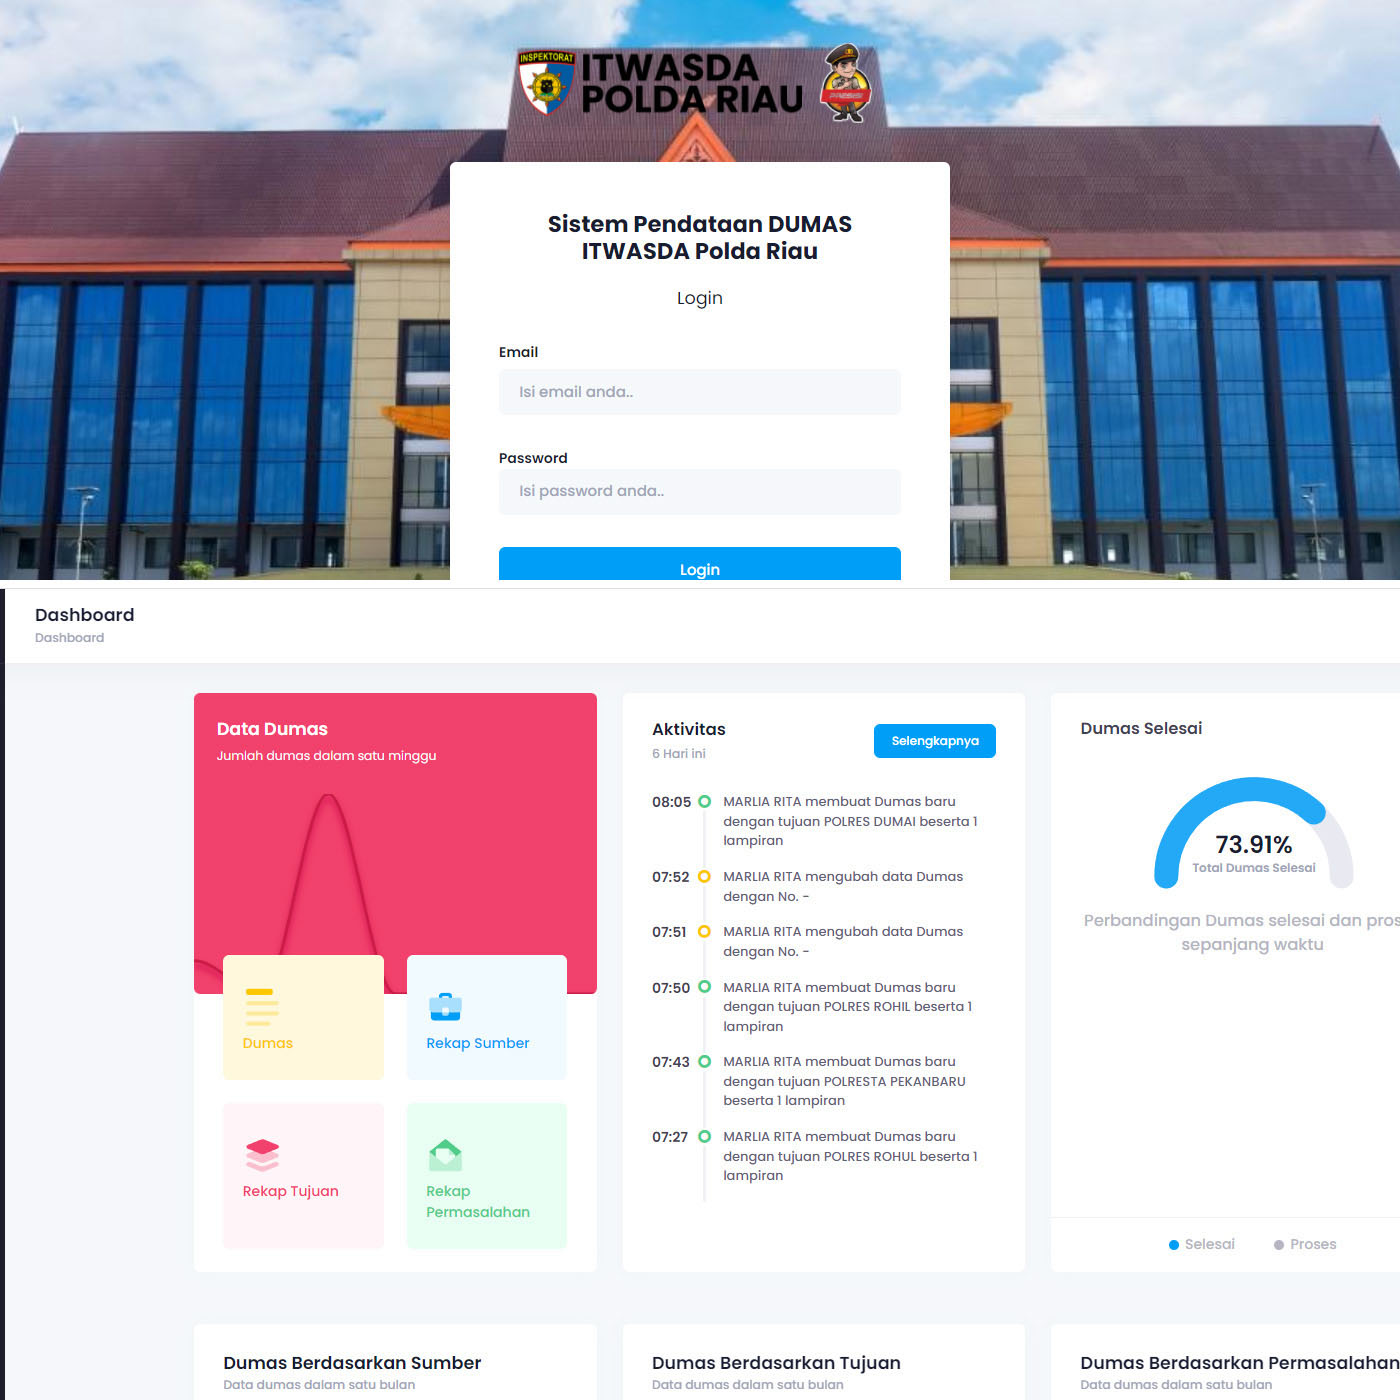 INSPEKTORAT
ITWASDA
POLDA RIAU
Sistem Pendataan DUMAS
ITWASDA Polda Riau
Login
Email
Isi email anda..
Password
Isi password anda..
Login
Dashboard
Dashboard
Data Dumas
Jumlah dumas dalam satu minggu
Dumas
Rekap Sumber
Rekap Tujuan
Rekap
Permasalahan
Aktivitas
6 Hari ini
Selengkapnya
08:05 MARLIA RITA membuat Dumas baru
dengan tujuan POLRES DUMAI beserta 1
lampiran
07:52 MARLIA RITA mengubah data Dumas
dengan No. -
07:51 MARLIA RITA mengubah data Dumas
dengan No. -
07:50 MARLIA RITA membuat Dumas baru
dengan tujuan POLRES ROHIL beserta 1
lampiran
07:43 MARLIA RITA membuat Dumas baru
dengan tujuan POLRESTA PEKANBARU
beserta 1 lampiran
07:27 MARLIA RITA membuat Dumas baru
dengan tujuan POLRES ROHUL beserta 1
lampiran
Dumas Selesai
73.91%
Total Dumas Selesai
Perbandingan Dumas selesai dan pros
sepanjang waktu
Selesai Proses
Dumas Berdasarkan Sumber
Data dumas dalam satu bulan
Dumas Berdasarkan Tujuan
Data dumas dalam satu bulan
Dumas Berdasarkan Permasalahan
Data dumas dalam satu bulan